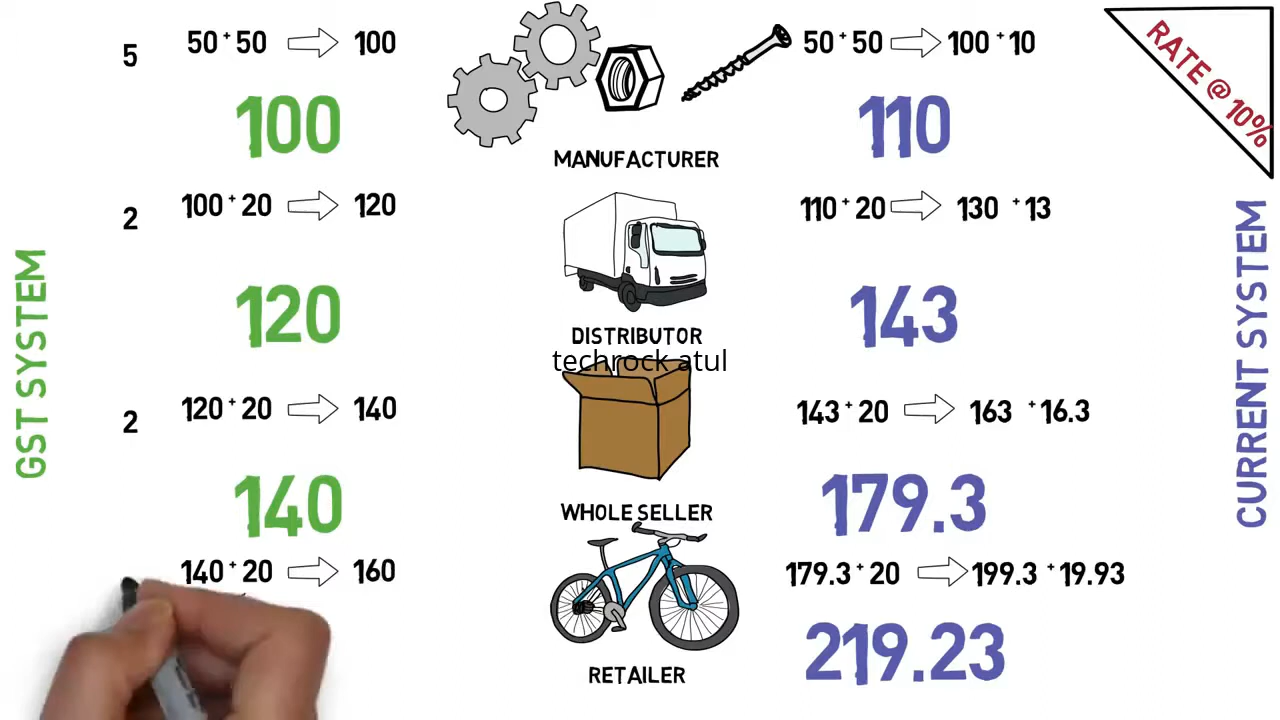 5 50 + 50 100
100
2 100 + 20 120
120
2 120 + 20 140
140
140 + 20 160
GST SYSTEM
MANUFACTURER
DISTRIBUTOR
techrock atul
WHOLE SELLER
RETAILER
50 + 50 100 + 10
110
110 + 20 130 + 13
143
143 + 20 163 + 16.3
179.3
179.3 + 20 199.3 + 19.93
219.23
RATE @ 10%
CURRENT SYSTEM